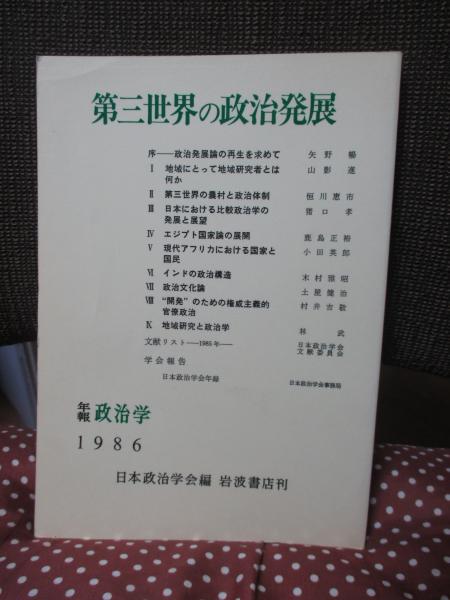 第三世界の政治発展
序――政治発展論の再生を求めて 矢野 暢
Ⅰ 地域にとって地域研究者とは 山影 進
何か
Ⅱ 第三世界の農村と政治体制 恒川恵市
Ⅲ 日本における比較政治学の 猪口 孝
発展と展望
Ⅳ エジプト国家論の展開 鹿島正裕
Ⅴ 現代アフリカにおける国家と 小田英郎
国民
Ⅵ インドの政治構造 木村雅昭
Ⅶ 政治文化論 土屋健治
Ⅷ “開発”のための権威主義的 村井吉敬
官僚政治
Ⅸ 地域研究と政治学 林 武
文献リスト――1985年―― 日本政治学会
文献委員会
学会報告
日本政治学会年録 日本政治学会事務局
年報 政治学
1986
日本政治学会編 岩波書店刊